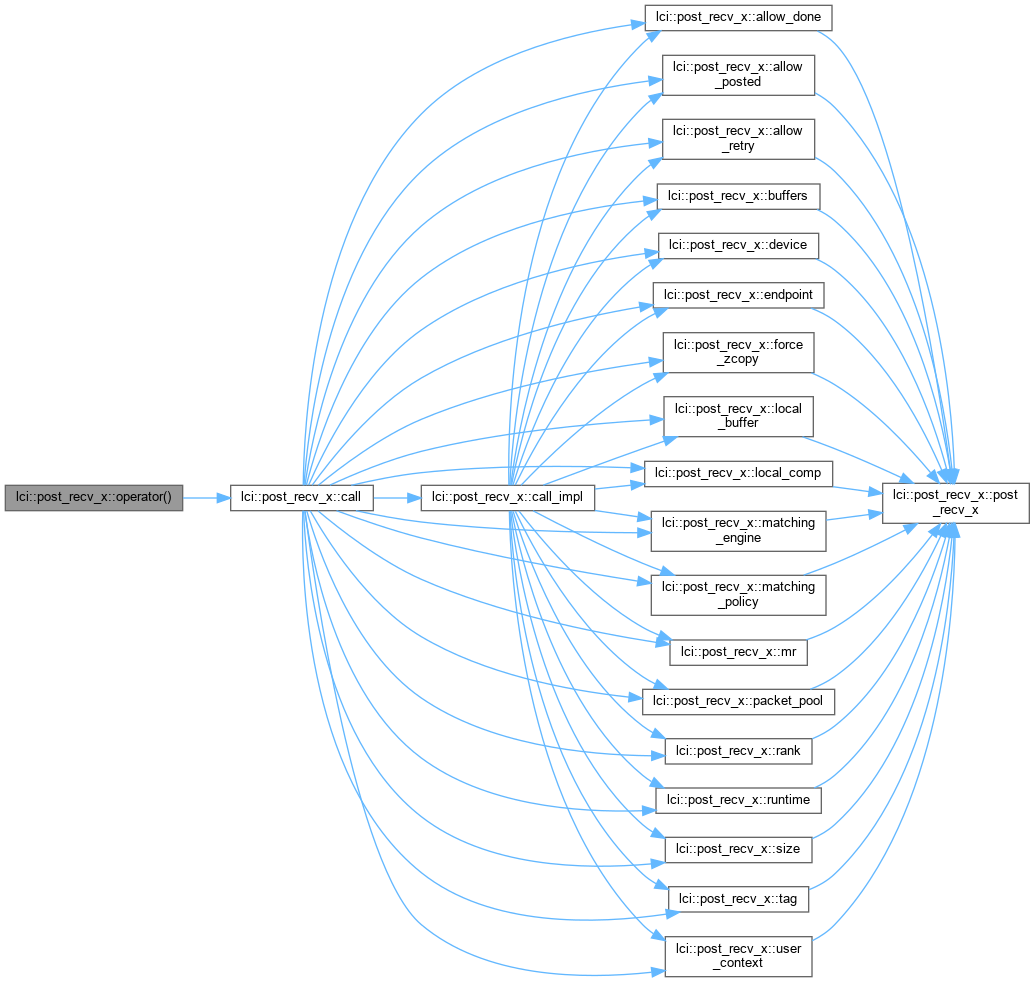 lci::post_recv_x::operator()
lci::post_recv_x::call
lci::post_recv_x::call_impl
lci::post_recv_x::allow_done
lci::post_recv_x::allow
_posted
lci::post_recv_x::allow
_retry
lci::post_recv_x::buffers
lci::post_recv_x::device
lci::post_recv_x::endpoint
lci::post_recv_x::force
_zcopy
lci::post_recv_x::local
_buffer
lci::post_recv_x::local_comp
lci::post_recv_x::matching
_engine
lci::post_recv_x::matching
_policy
lci::post_recv_x::mr
lci::post_recv_x::packet_pool
lci::post_recv_x::rank
lci::post_recv_x::runtime
lci::post_recv_x::size
lci::post_recv_x::tag
lci::post_recv_x::user
_context
lci::post_recv_x::post
_recv_x